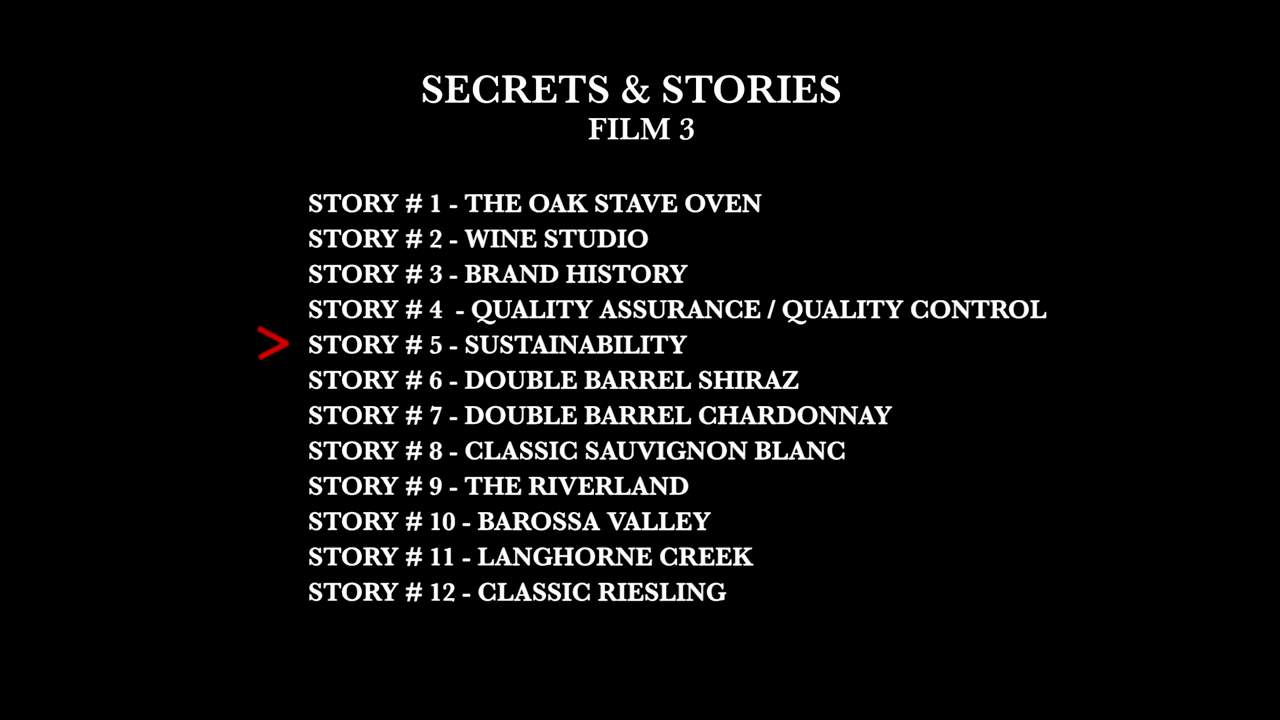 SECRETS & STORIES
FILM 3
STORY # 1 - THE OAK STAVE OVEN
STORY # 2 - WINE STUDIO
STORY # 3 - BRAND HISTORY
STORY # 4  - QUALITY ASSURANCE / QUALITY CONTROL
> STORY # 5 - SUSTAINABILITY
STORY # 6 - DOUBLE BARREL SHIRAZ
STORY # 7 - DOUBLE BARREL CHARDONNAY
STORY # 8 - CLASSIC SAUVIGNON BLANC
STORY # 9 - THE RIVERLAND
STORY # 10 - BAROSSA VALLEY
STORY # 11 - LANGHORNE CREEK
STORY # 12 - CLASSIC RIESLING